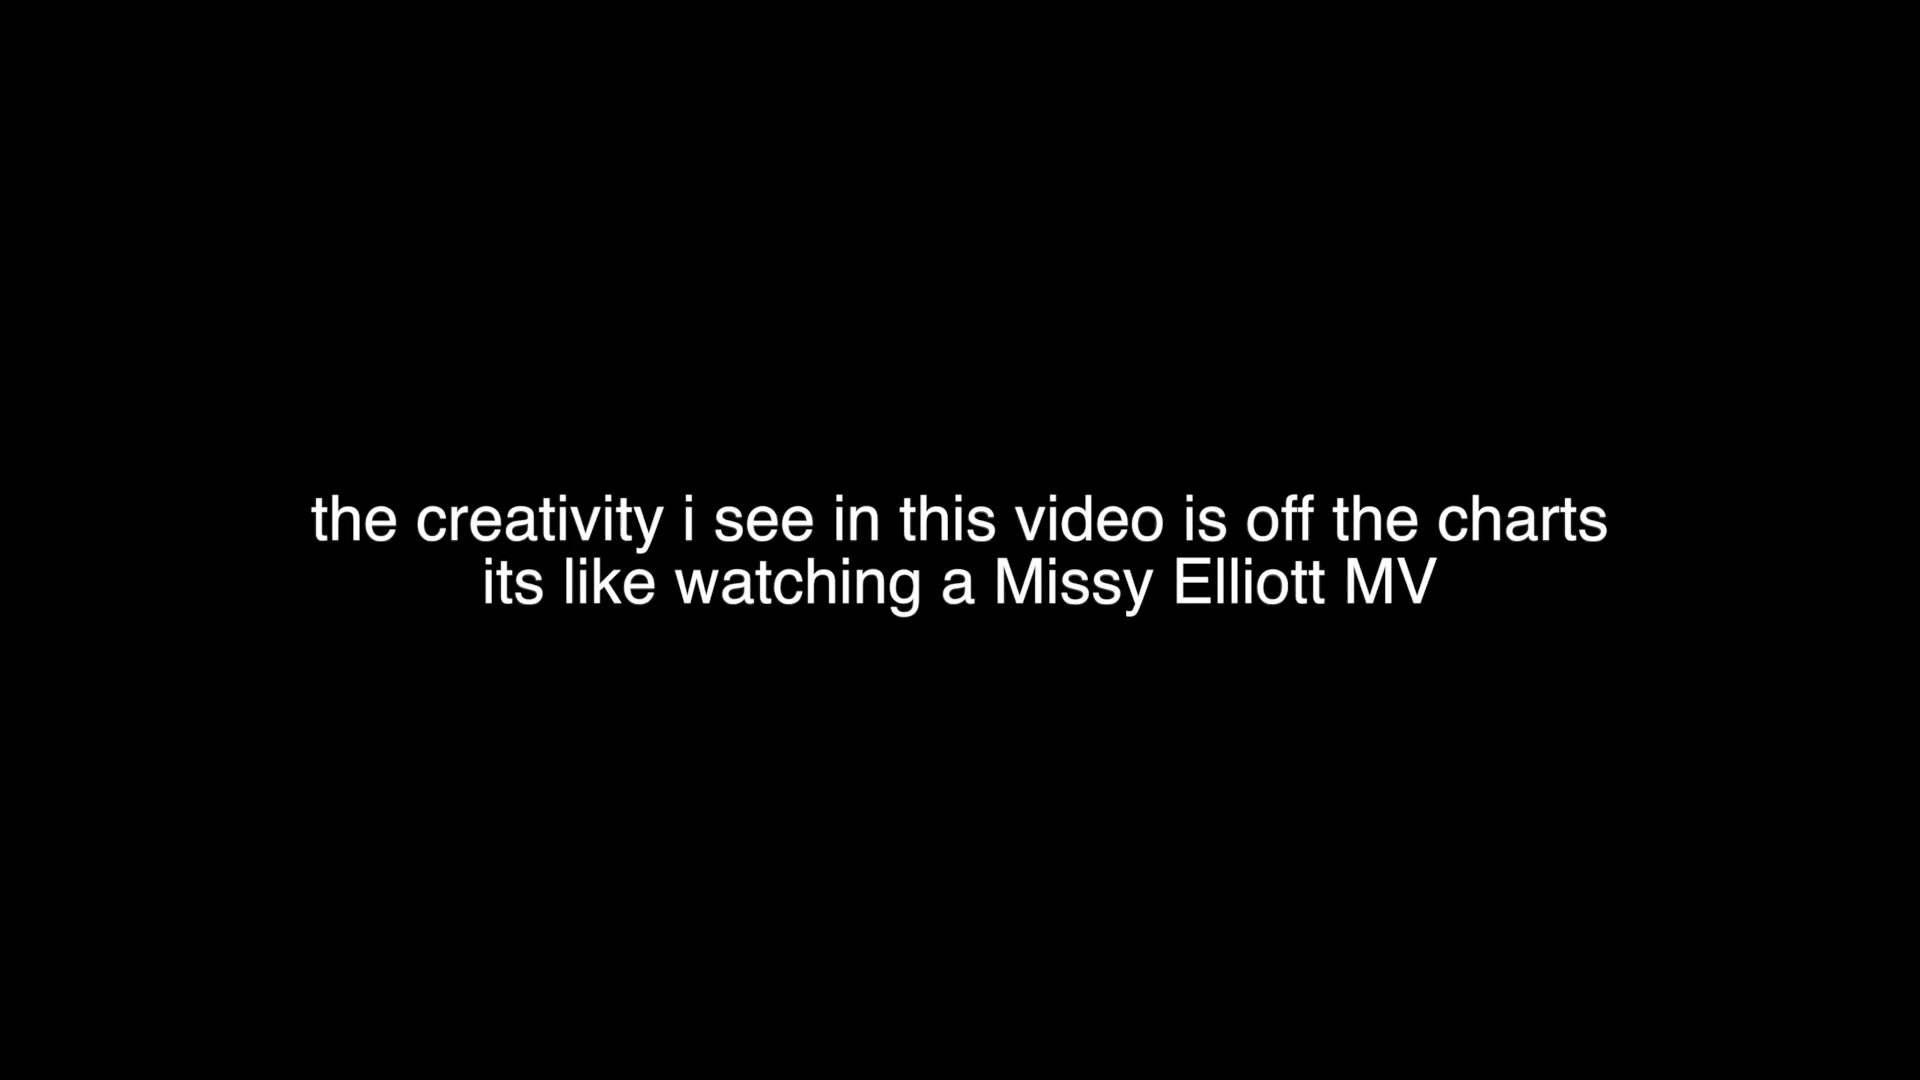 the creativity i see in this video is off the charts
its like watching a Missy Elliott MV